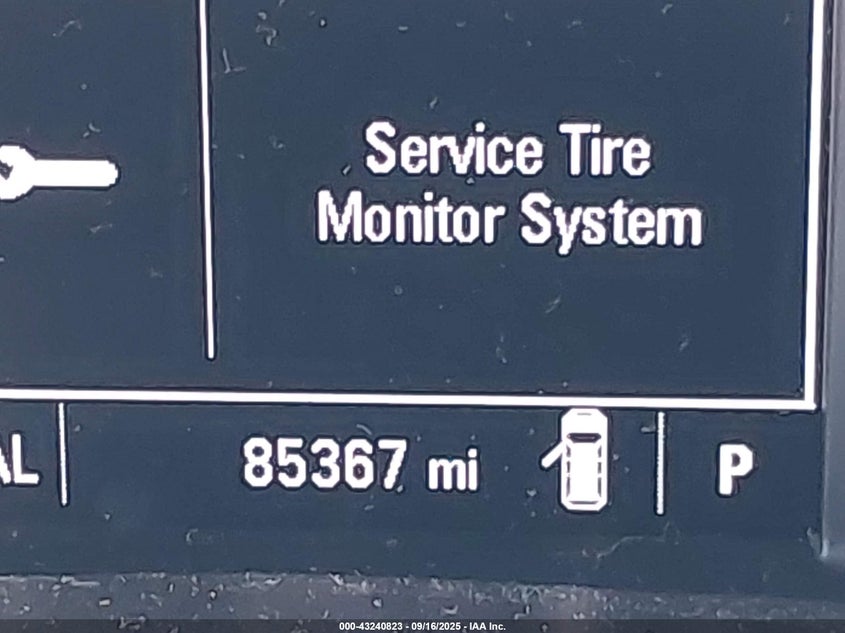 Service Tire
Monitor System
AL
85367 mi
P
000-43240823 - 09/16/2025 - IAA Inc.